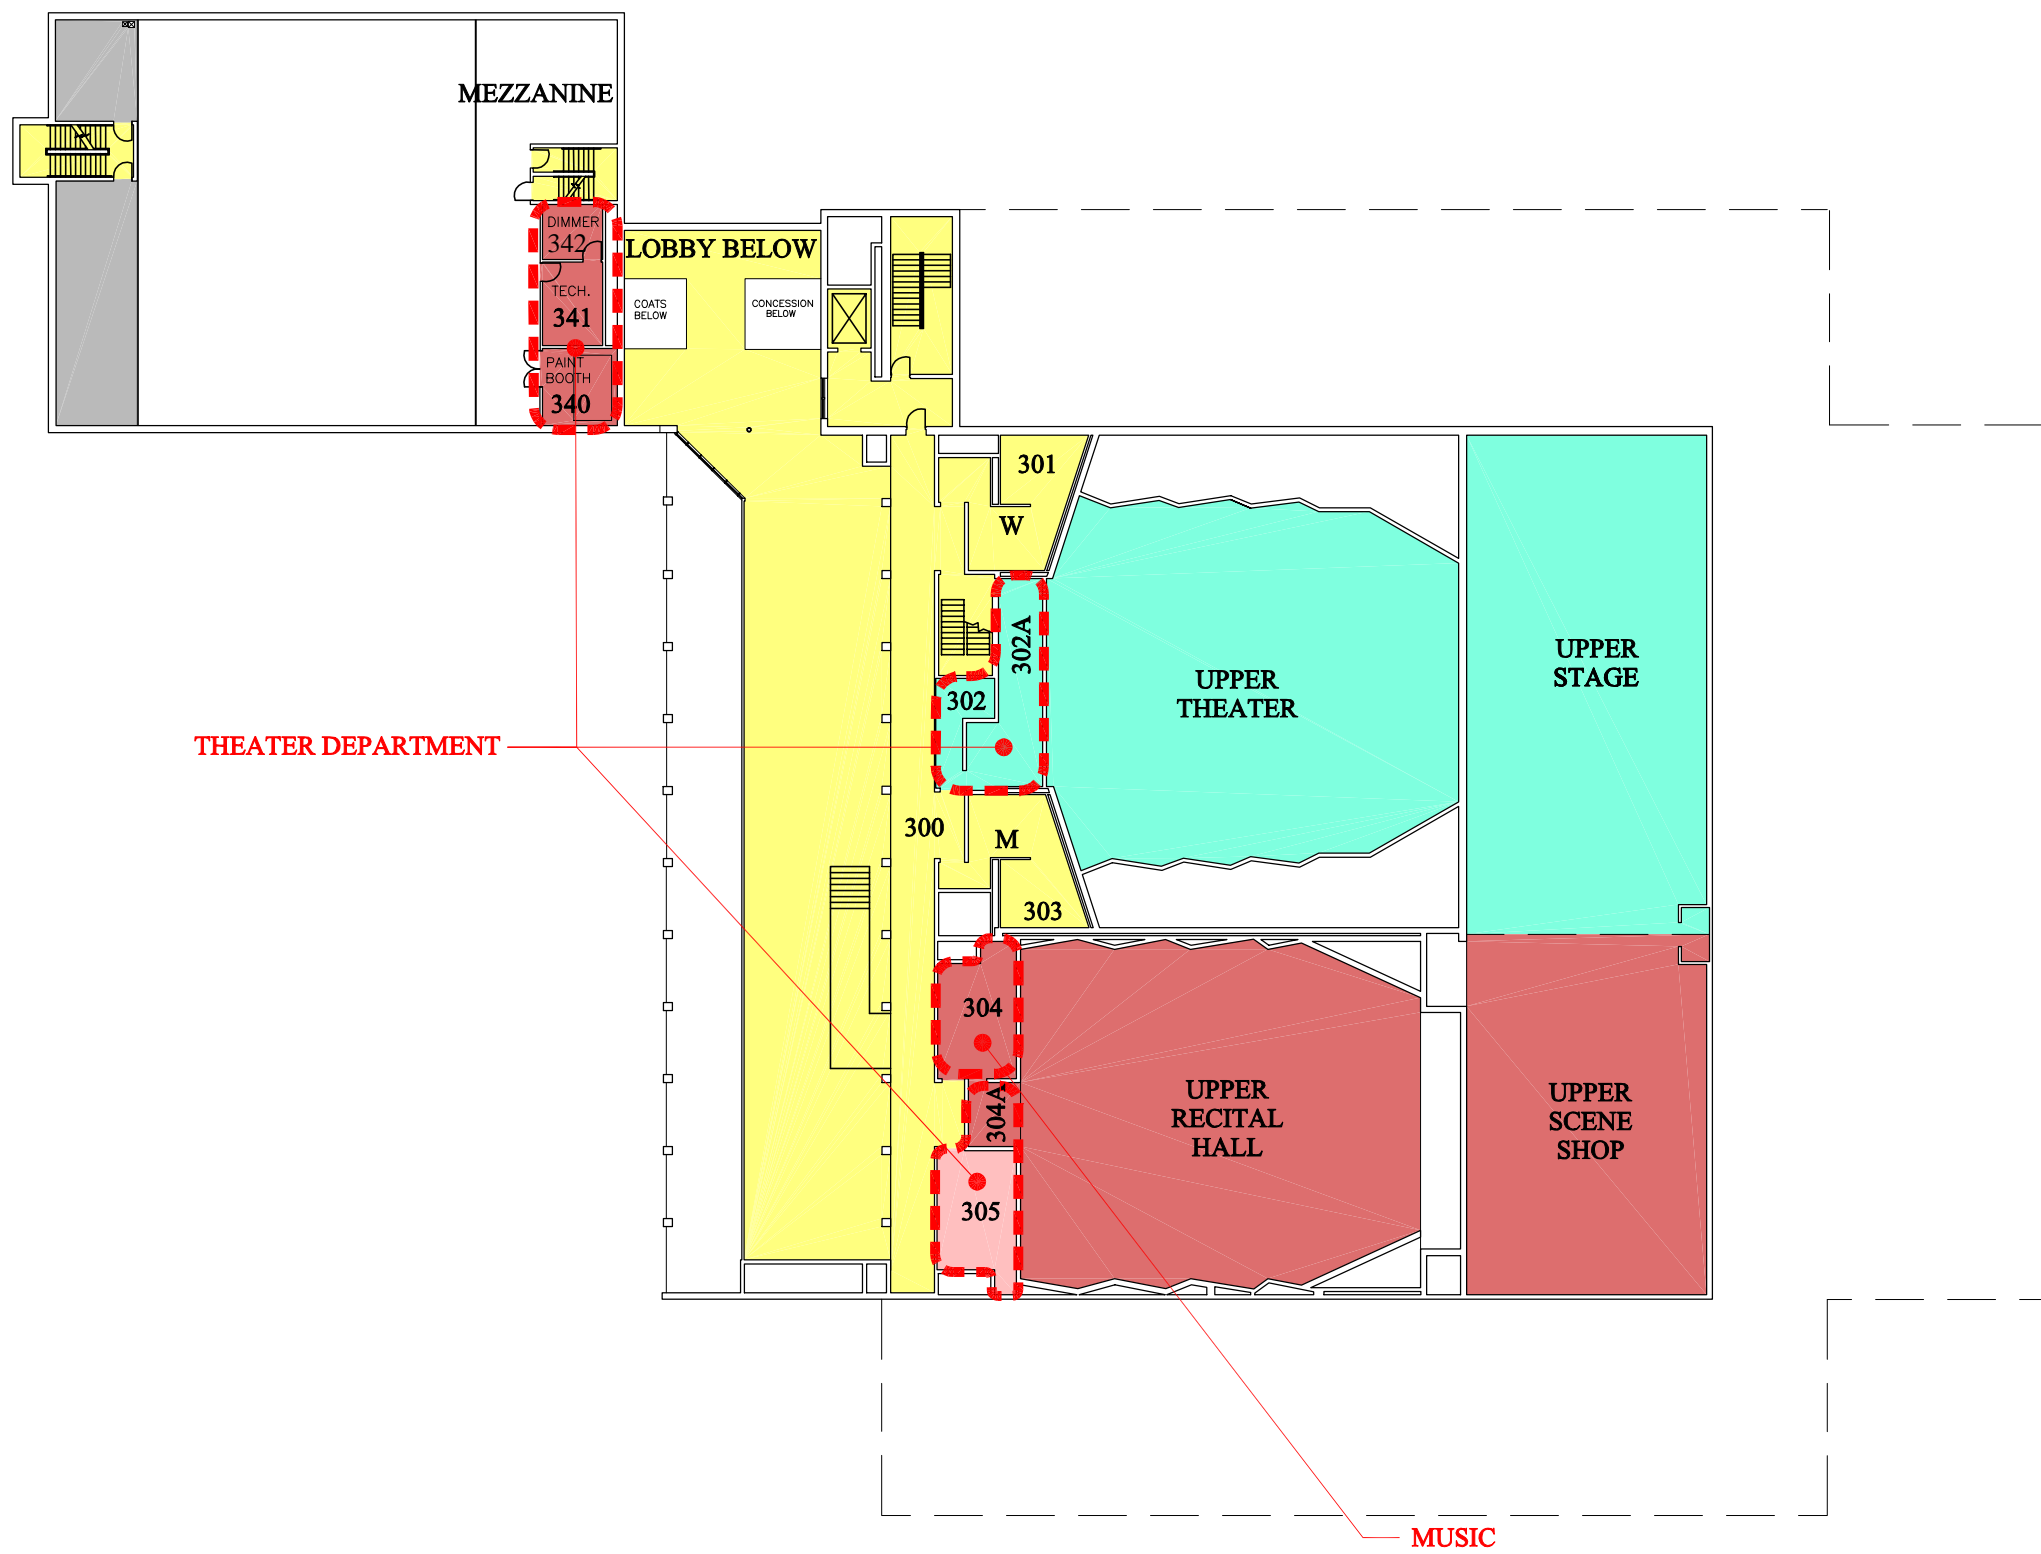 MEZZANINE
DIMMER
342
LOBBY BELOW
TECH.
341
COATS
BELOW
CONCESSION
BELOW
PAINT
BOOTH
340
301
W
302A
302
UPPER
THEATER
UPPER
STAGE
THEATER DEPARTMENT
300
M
303
304
304A
UPPER
RECITAL
HALL
UPPER
SCENE
SHOP
305
MUSIC